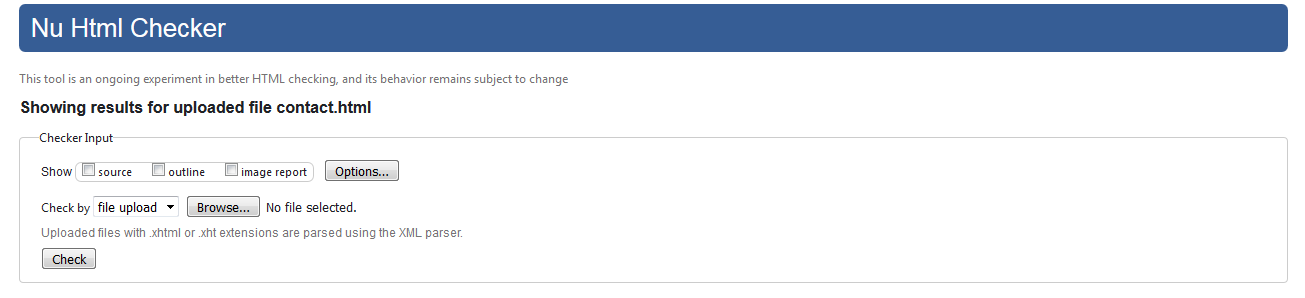 Nu Html Checker
This tool is an ongoing experiment in better HTML checking, and its behavior remains subject to change
Showing results for uploaded file contact.html
Checker Input
Show source outline image report Options...
Check by file upload Browse... No file selected.
Uploaded files with .xhtml or .xht extensions are parsed using the XML parser.
Check